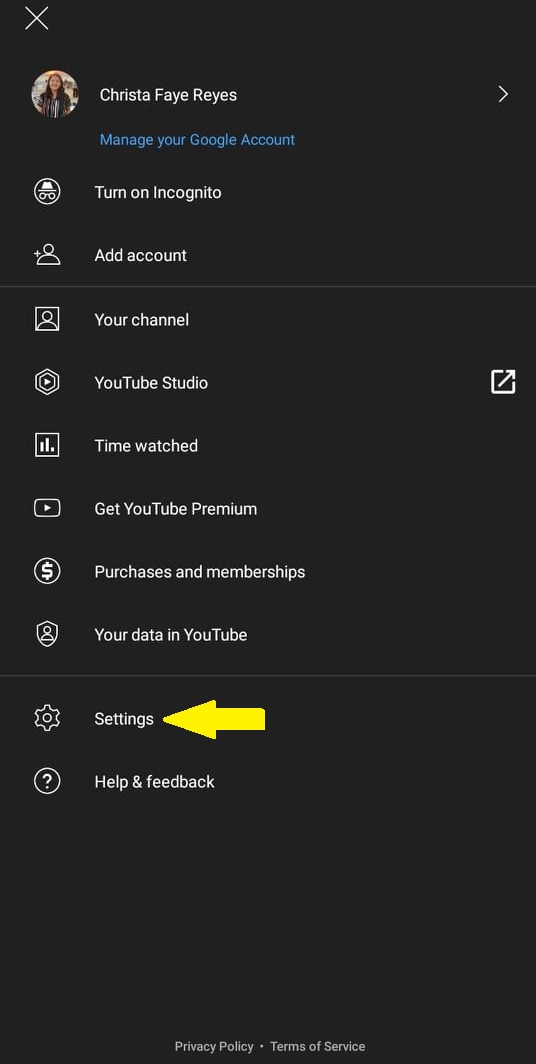 Christa Faye Reyes
Manage your Google Account
Turn on Incognito
Add account
Your channel
YouTube Studio
Time watched
Get YouTube Premium
Purchases and memberships
Your data in YouTube
Settings
Help & feedback
Privacy Policy • Terms of Service